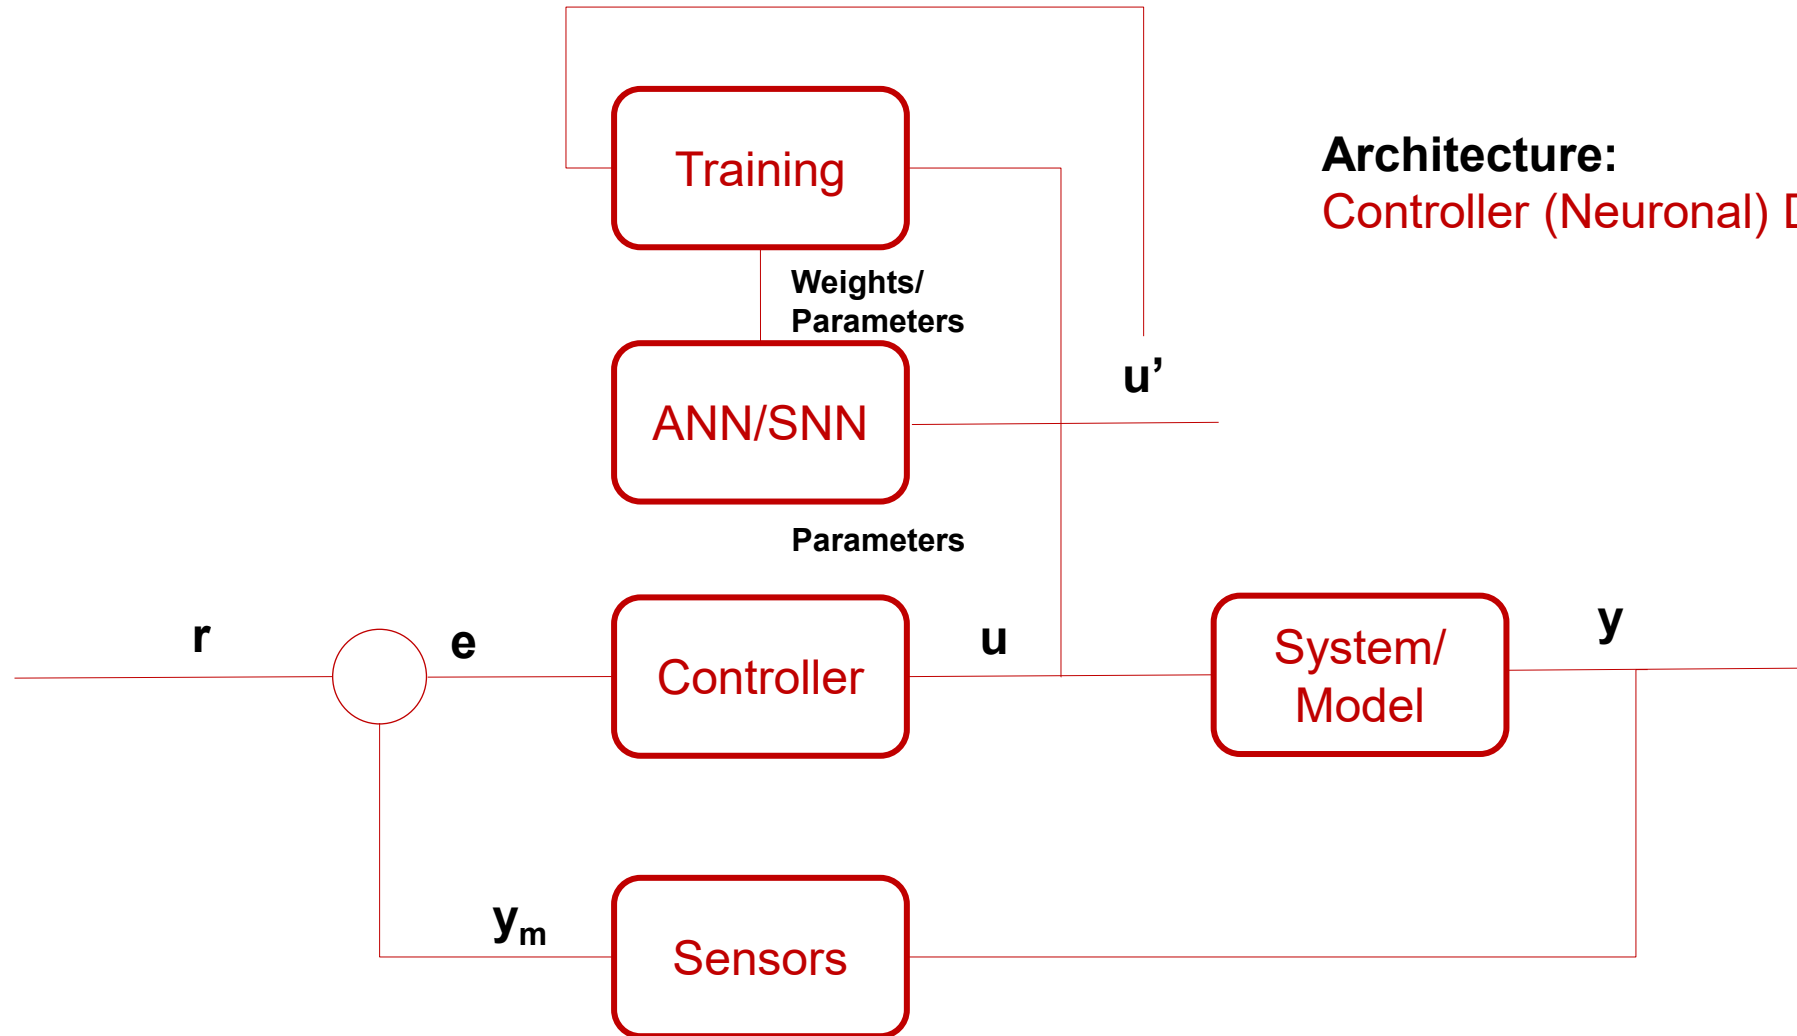 Training
Architecture:
Controller (Neuronal)
Weights/
Parameters
u’
ANN/SNN
Parameters
r
e
Controller
u
System/
Model
y
yₘ
Sensors